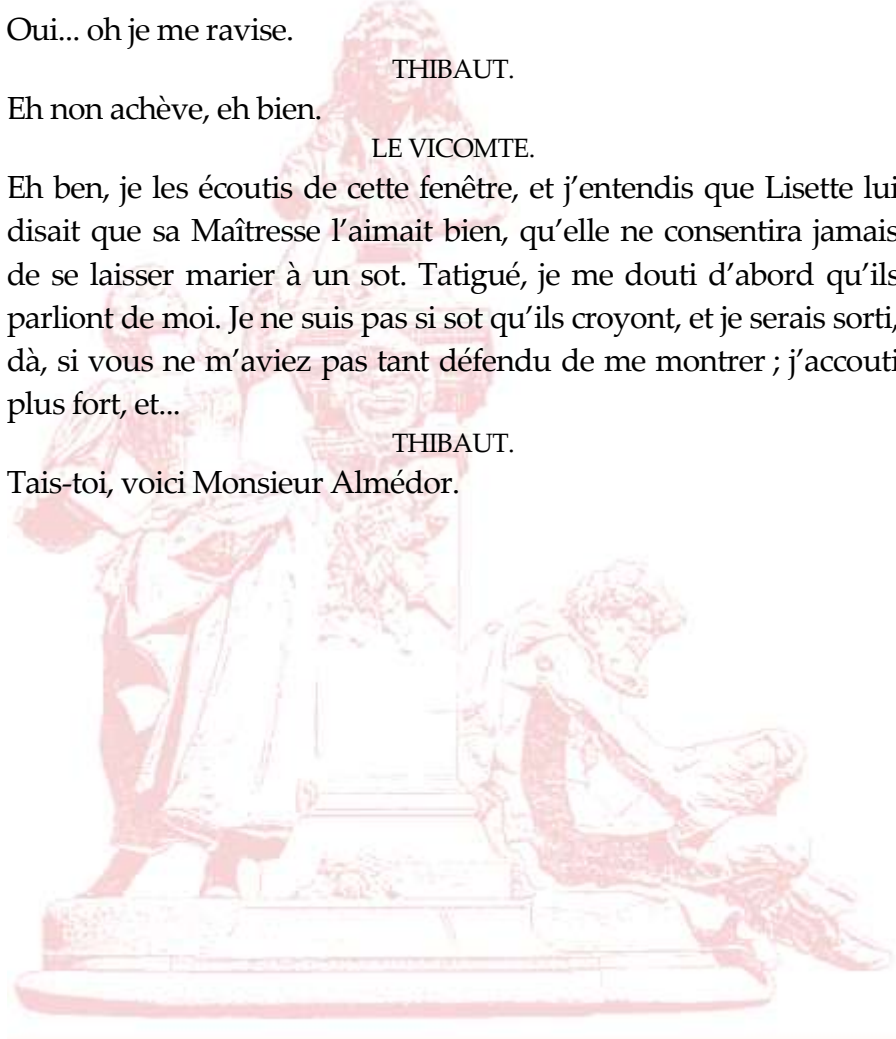 Oui... oh je me ravise.
THIBAUT.
Eh non achève, eh bien.
LE VICOMTE.
Eh ben, je les écoutis de cette fenêtre, et j’entendis que Lisette lui
disait que sa Maîtresse l’aimait bien, qu’elle ne consentira jamais
de se laisser marier à un sot. Tatigué, je me douti d’abord qu’ils
parliont de moi. Je ne suis pas si sot qu’ils croyont, et je serais sorti,
dà, si vous ne m’aviez pas tant défendu de me montrer ; j’accouti
plus fort, et...
THIBAUT.
Tais-toi, voici Monsieur Almédor.